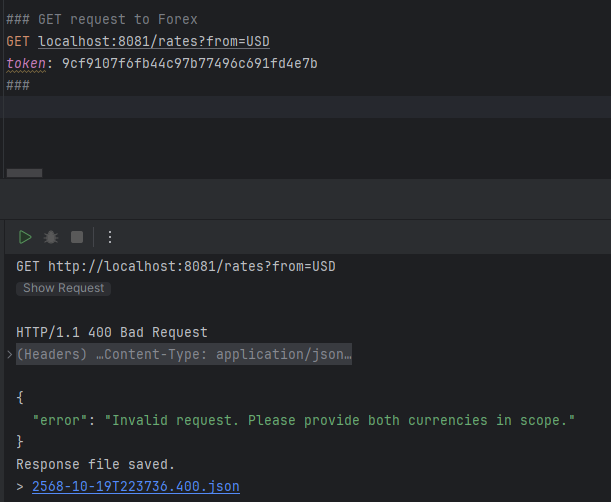 ### GET request to Forex
GET localhost:8081/rates?from=USD
token: 9cf9107f6fb44c97b77496c691fd4e7b
###
GET http://localhost:8081/rates?from=USD
Show Request
HTTP/1.1 400 Bad Request
(Headers) …Content-Type: application/json…
{
"error": "Invalid request. Please provide both currencies in scope."
}
Response file saved.
> 2568-10-19T223736.400.json